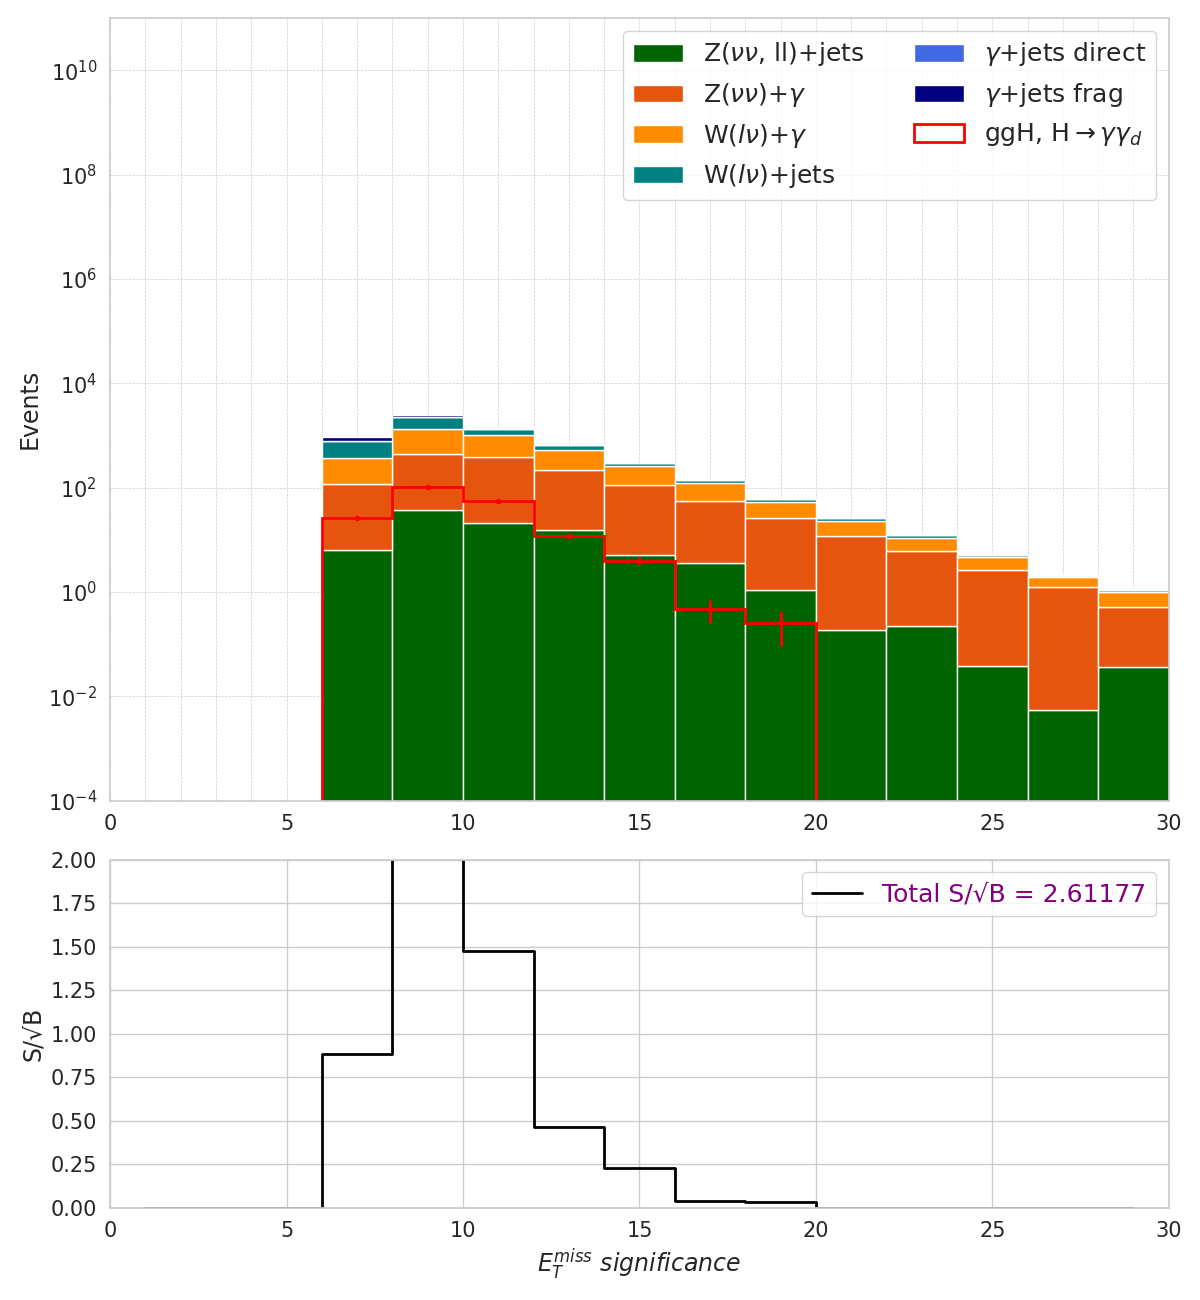 Z(νν, ll)+jets
Z(νν)+γ
W(lν)+γ
W(lν)+jets
γ+jets direct
γ+jets frag
ggH, H→γγ_d
Events
10^10
10^8
10^6
10^4
10^2
10^0
10^−2
10^−4
0 5 10 15 20 25 30
Total S/√B = 2.61177
S/√B
2.00
1.75
1.50
1.25
1.00
0.75
0.50
0.25
0.00
0 5 10 15 20 25 30
E_T^miss significance